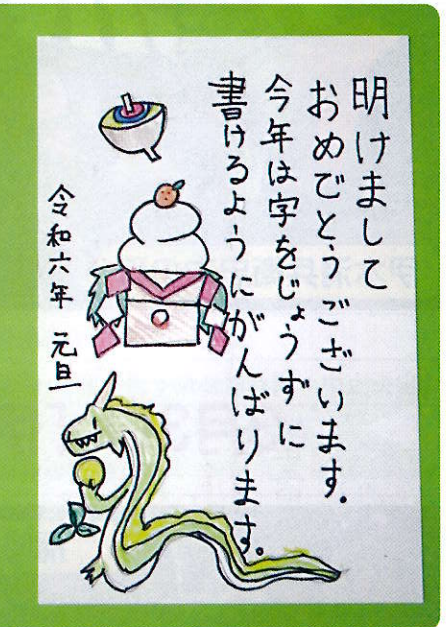 明けまして
おめでとうございます。
今年は字をじょうずに
書けるようにがんばります。
令和六年 元旦